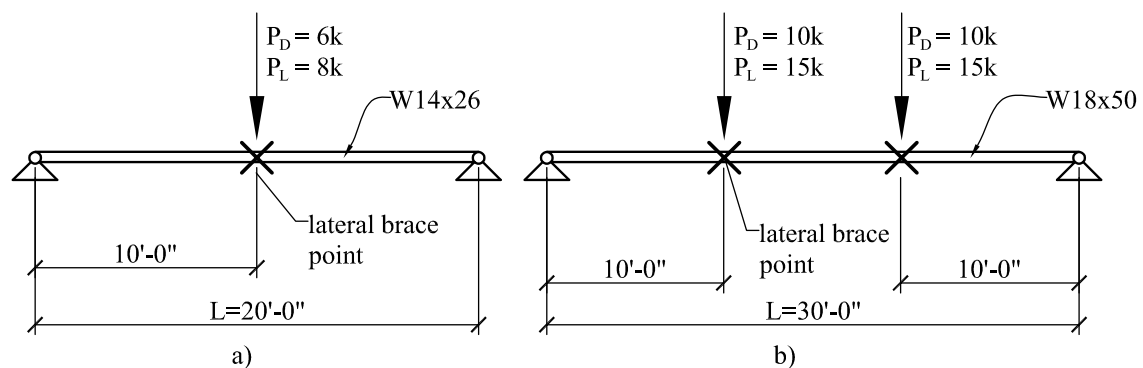 P_D = 6k
P_L = 8k
W14x26
lateral brace
point
10'-0"
L=20'-0"
a)
P_D = 10k
P_L = 15k
P_D = 10k
P_L = 15k
W18x50
lateral brace
point
10'-0"
10'-0"
L=30'-0"
b)